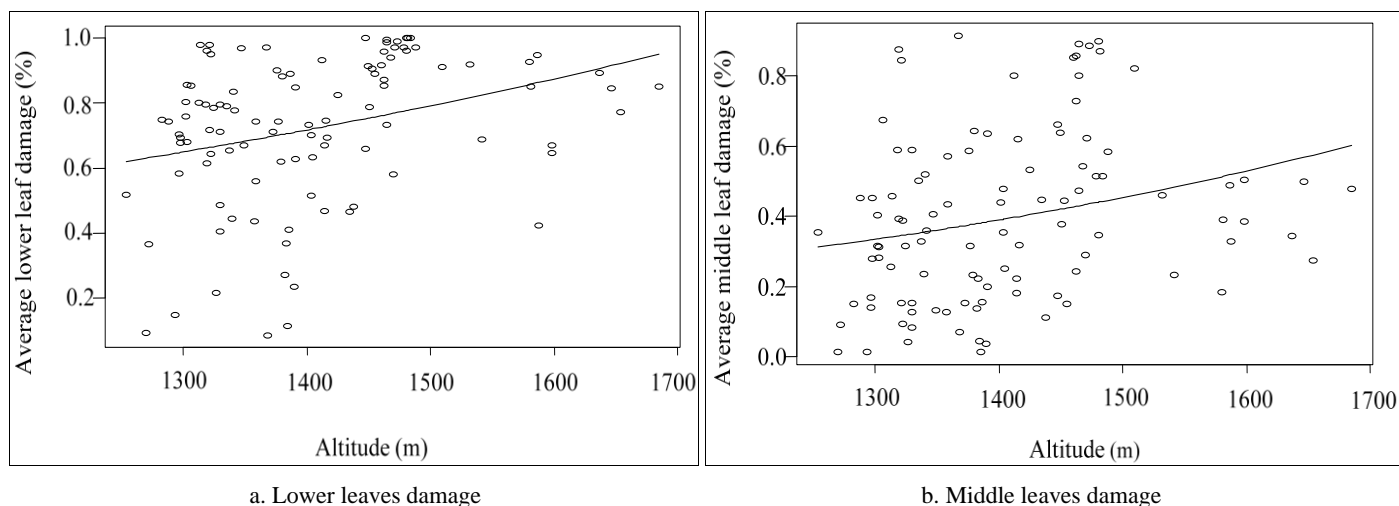 Average lower leaf damage (%)
1.0
0.8
0.6
0.4
0.2
1300 1400 1500 1600 1700
Altitude (m)
a. Lower leaves damage
Average middle leaf damage (%)
0.8
0.6
0.4
0.2
0.0
1300 1400 1500 1600 1700
Altitude (m)
b. Middle leaves damage